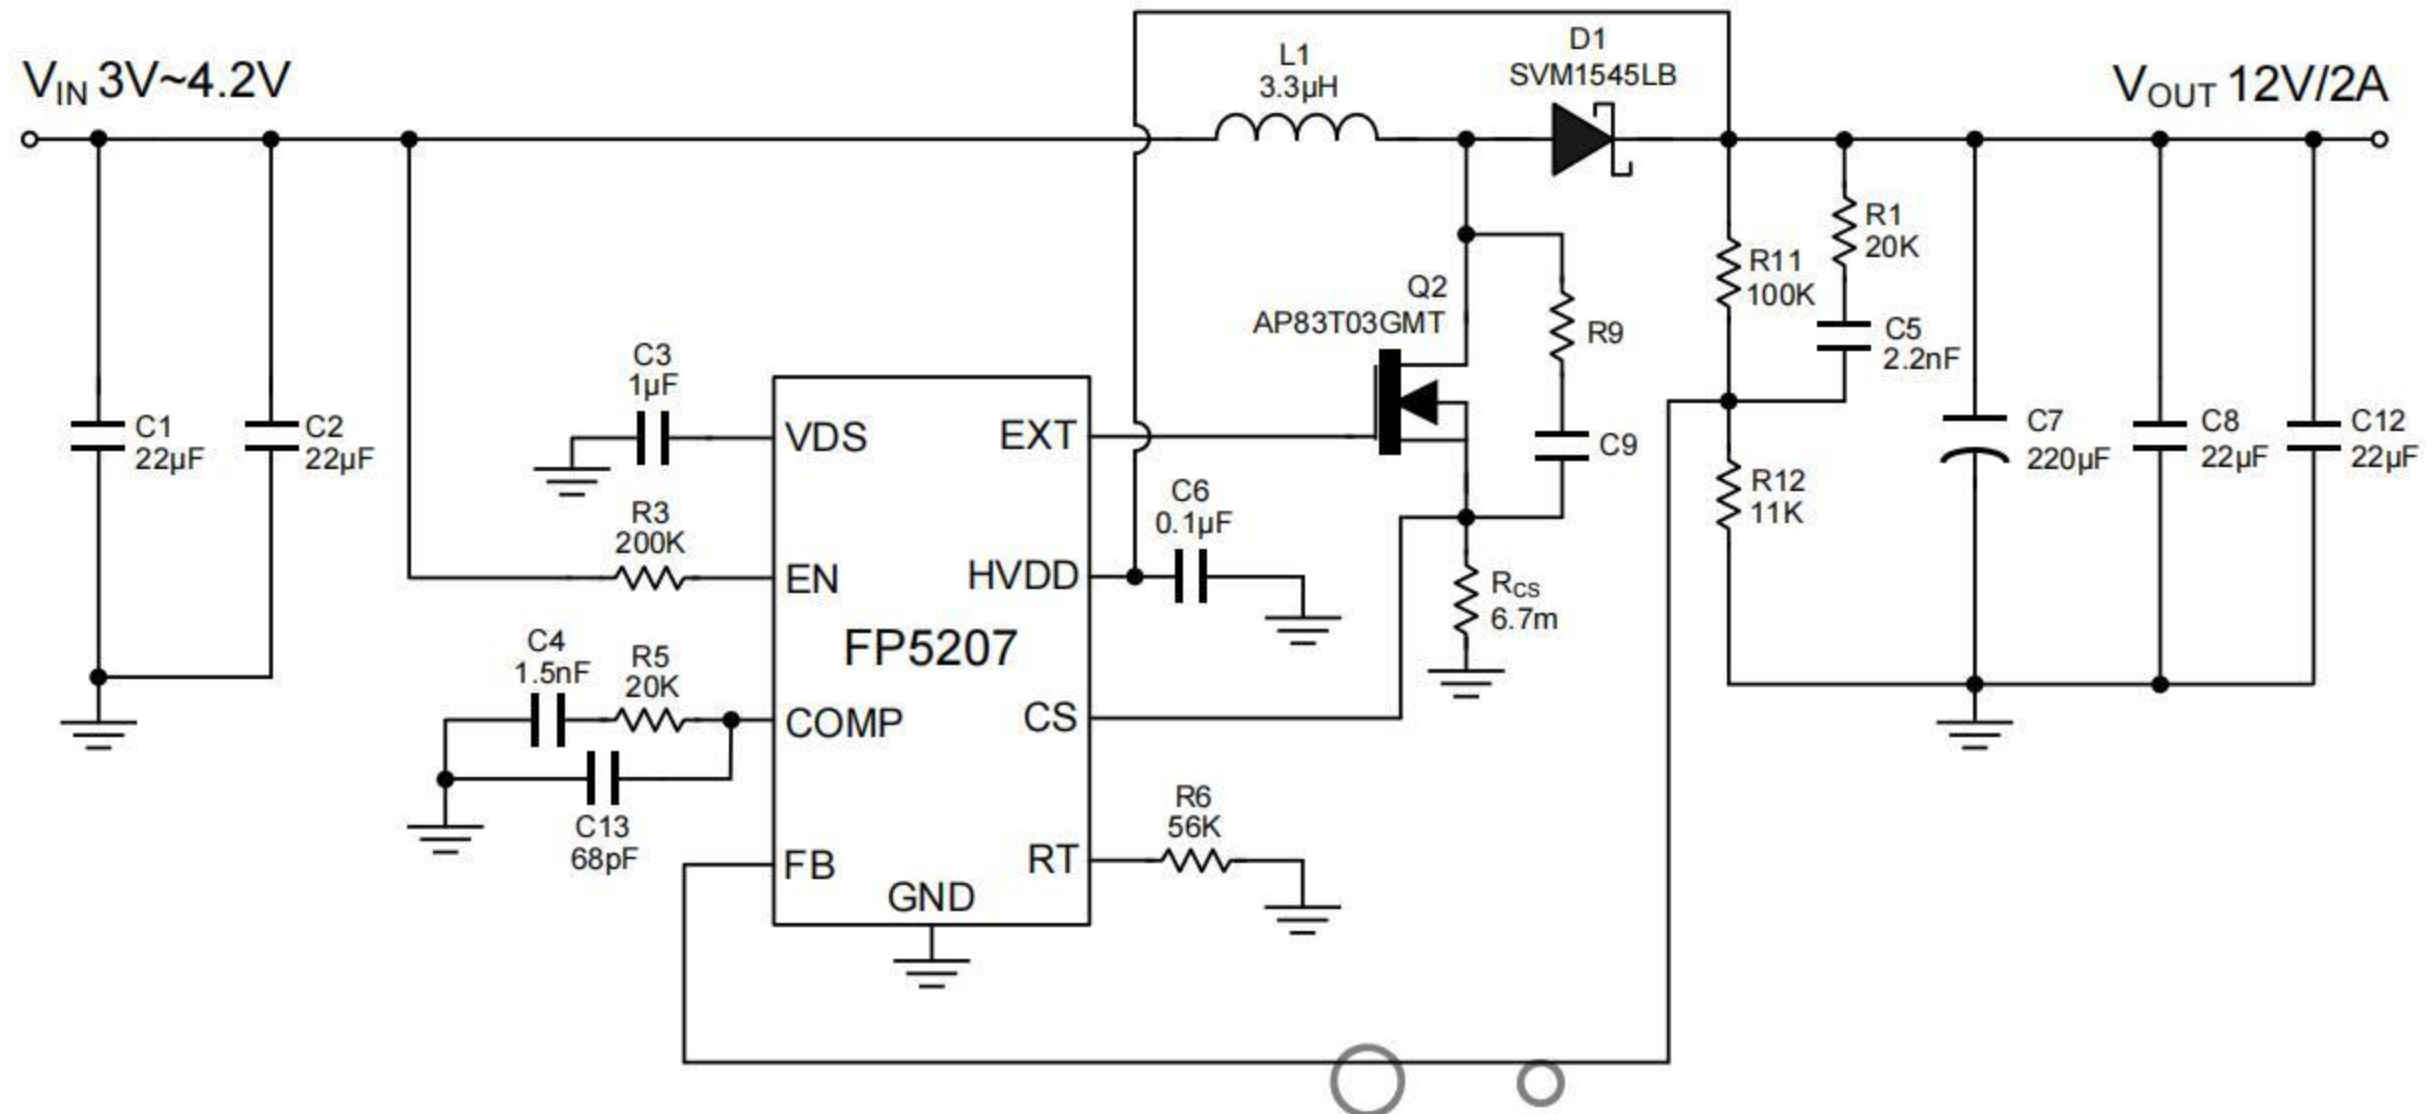 V_IN 3V~4.2V
L1
3.3µH
D1
SVM1545LB
V_OUT 12V/2A
C1
22µF
C2
22µF
C3
1µF
R3
200K
C4
1.5nF
R5
20K
C13
68pF
VDS
EN
COMP
FB
GND
FP5207
EXT
HVDD
CS
RT
C6
0.1µF
R6
56K
Q2
AP83T03GMT
R9
C9
R_CS
6.7m
R11
100K
R12
11K
R1
20K
C5
2.2nF
C7
220µF
C8
22µF
C12
22µF